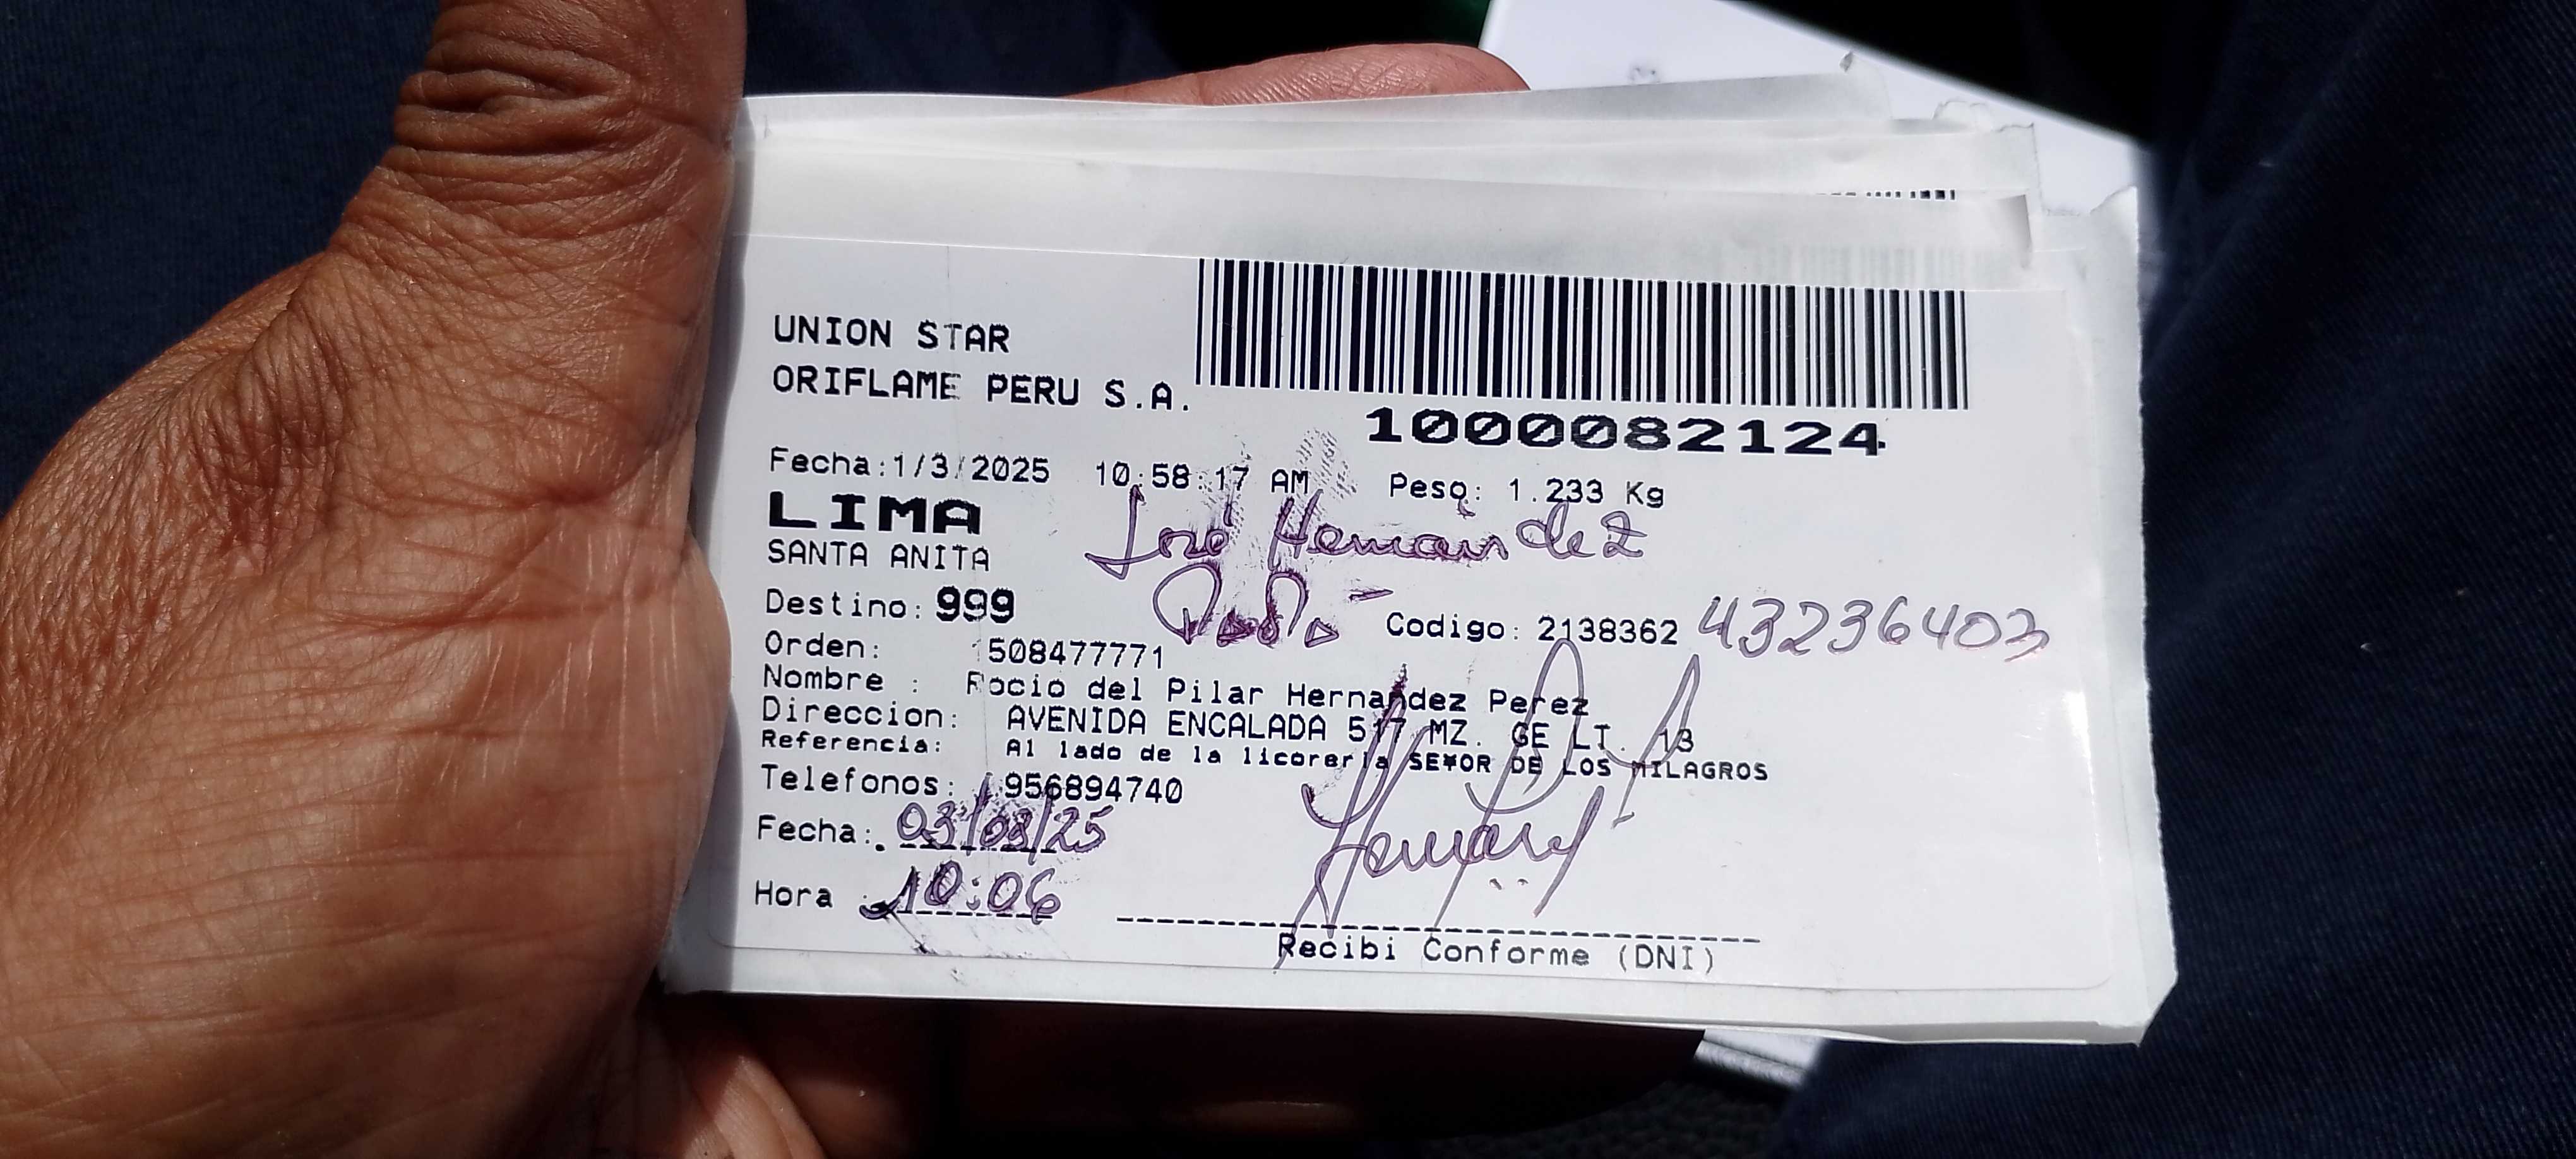 UNION STAR
ORIFLAME PERU S.A.
1000082124
Fecha:1/3/2025 10:58:17 AM Peso: 1.233 Kg
LIMA
José Hernández
SANTA ANITA
Destino: 999
Codigo: 2138362 43236403
Orden: 1508477771
Nombre : Rocio del Pilar Hernandez Perez
Direccion: AVENIDA ENCALADA 517 MZ. GE LT. 13
Referencia: Al lado de la licoreria SE¥OR DE LOS MILAGROS
Telefonos: 956894740
Fecha: 03/03/25
Hora : 10:06
Recibi Conforme (DNI)